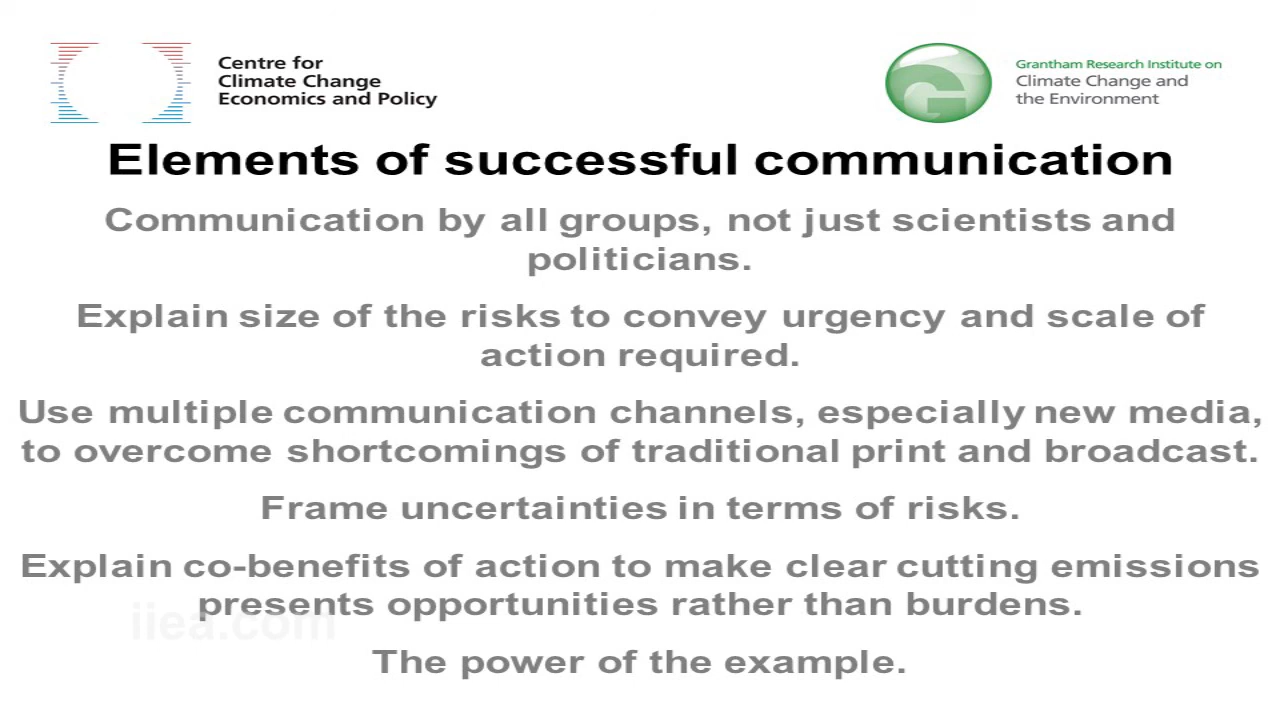 Centre for
Climate Change
Economics and Policy
Grantham Research Institute on
Climate Change and
the Environment
Elements of successful communication
Communication by all groups, not just scientists and
politicians.
Explain size of the risks to convey urgency and scale of
action required.
Use multiple communication channels, especially new media,
to overcome shortcomings of traditional print and broadcast.
Frame uncertainties in terms of risks.
Explain co-benefits of action to make clear cutting emissions
presents opportunities rather than burdens.
iiea.com
The power of the example.